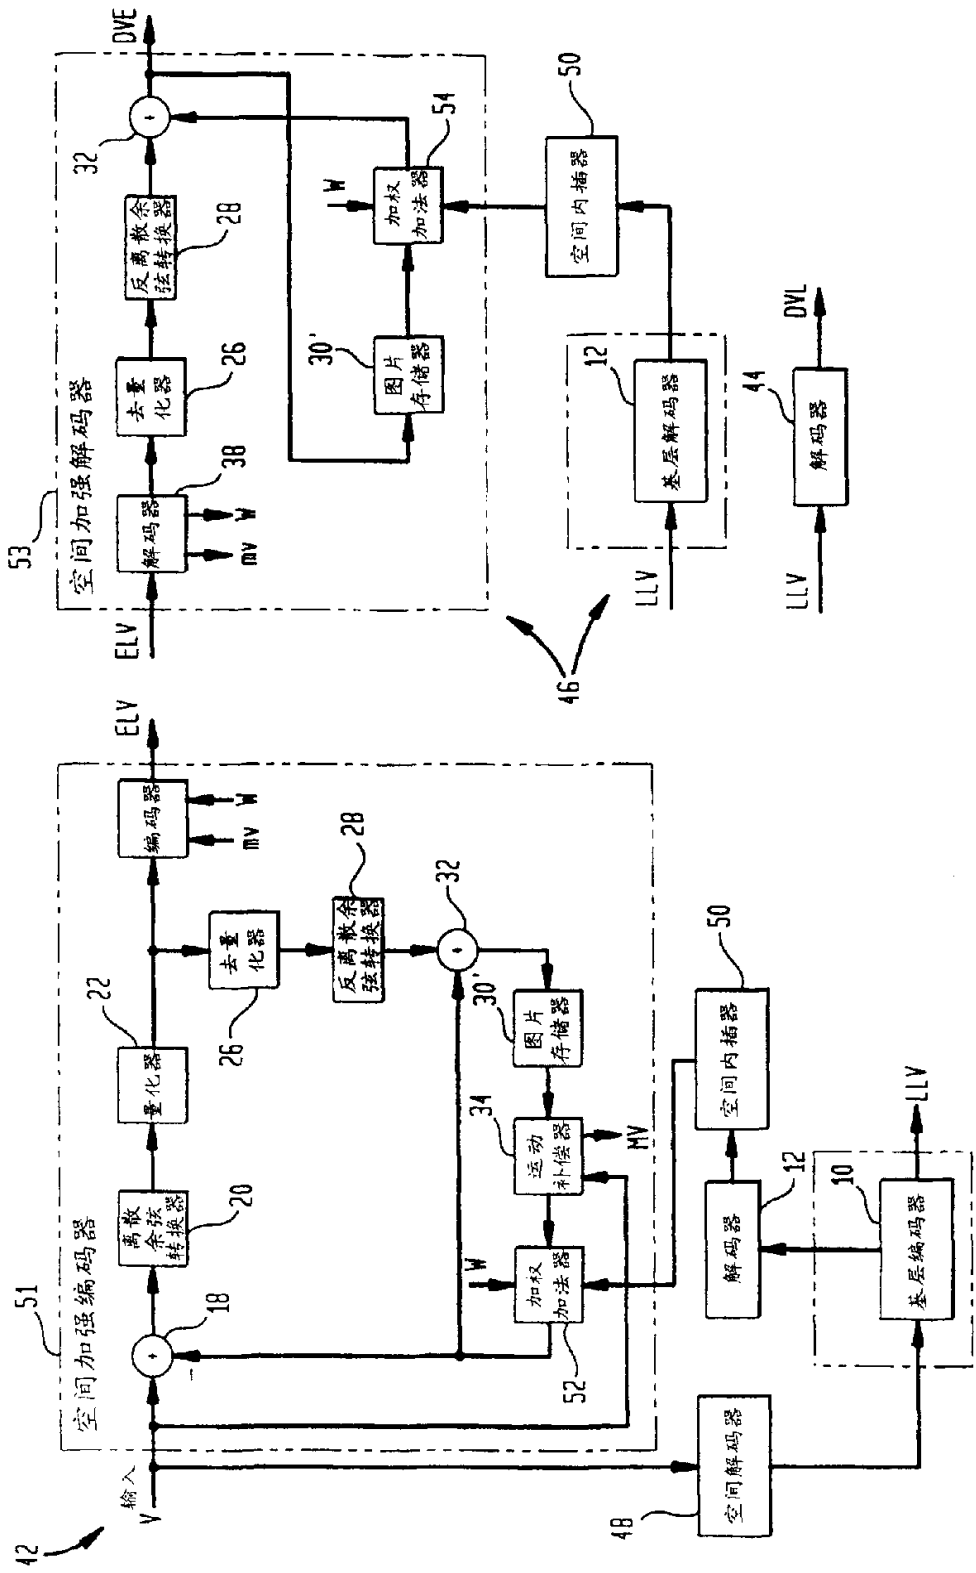 42
输入
V
51
空间加强编码器
18
-
离散
余弦
转换器
20
量化器
22
编码器
mv
W
ELV
去量
化器
26
反离散余
弦转换器
28
32
图片
存储器
30'
运动
补偿器
34
MV
加权
加法器
W
52
48
空间解码器
解码器
12
空间内插器
50
10
基层编码器
LLV
53
空间加强解码器
ELV
解码器
38
mv
W
去量
化器
26
反离散余
弦转换器
28
32
DVE
图片
存储器
30'
加权
加法器
W
54
空间内插器
50
46
LLV
12
基层解码器
LLV
44
解码器
DVL